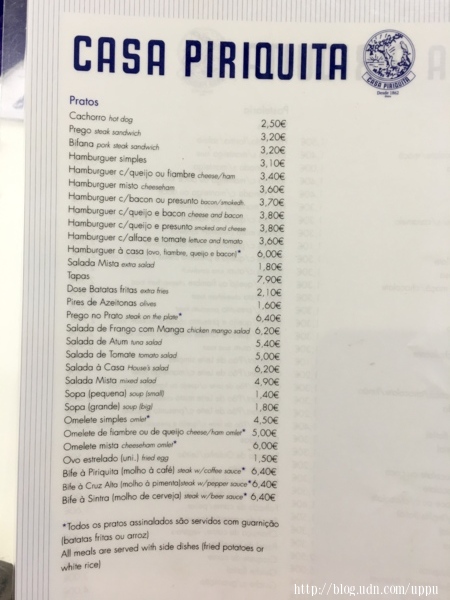 CASA PIRIQUITA
CASA PIRIQUITA
Desde 1862
Pratos
Cachorro hot dog 2,50€
Prego steak sandwich 3,20€
Bifana pork steak sandwich 3,20€
Hamburguer simples 3,10€
Hamburguer c/queijo ou fiambre cheese/ham 3,40€
Hamburguer misto cheeseham 3,60€
Hamburguer c/bacon ou presunto bacon/smokedh. 3,70€
Hamburguer c/queijo e bacon cheese and bacon 3,80€
Hamburguer c/queijo e presunto smoked and cheese 3,80€
Hamburguer c/alface e tomate lettuce and tomato 3,60€
Hamburguer à casa (ovo, fiambre, queijo e bacon)* 6,00€
Salada Mista extra salad 1,80€
Tapas 7,90€
Dose Batatas fritas extra fries 2,10€
Pires de Azeitonas olives 1,60€
Prego no Prato steak on the plate* 6,40€
Salada de Frango com Manga chicken mango salad 6,20€
Salada de Atum tuna salad 5,40€
Salada de Tomate tomato salad 5,00€
Salada à Casa House's salad 6,20€
Salada Mista mixed salad 4,90€
Sopa (pequena) soup (small) 1,40€
Sopa (grande) soup (big) 1,80€
Omelete simples omlet* 4,50€
Omelete de fiambre ou de queijo cheese/ham omlet* 5,00€
Omelete mista cheeseham omlet* 6,00€
Ovo estrelado (uni.) fried egg 1,50€
Bife à Piriquita (molho à café) steak w/coffee sauce* 6,40€
Bife à Cruz Alta (molho à pimenta)steak w/pepper sauce*6,40€
Bife à Sintra (molho de cerveja) steak w/beer sauce* 6,40€
*Todos os pratos assinalados são servidos com guarnição
(batatas fritas ou arroz)
All meals are served with side dishes (fried potatoes or
white rice)
http://blog.udn.com/uppu